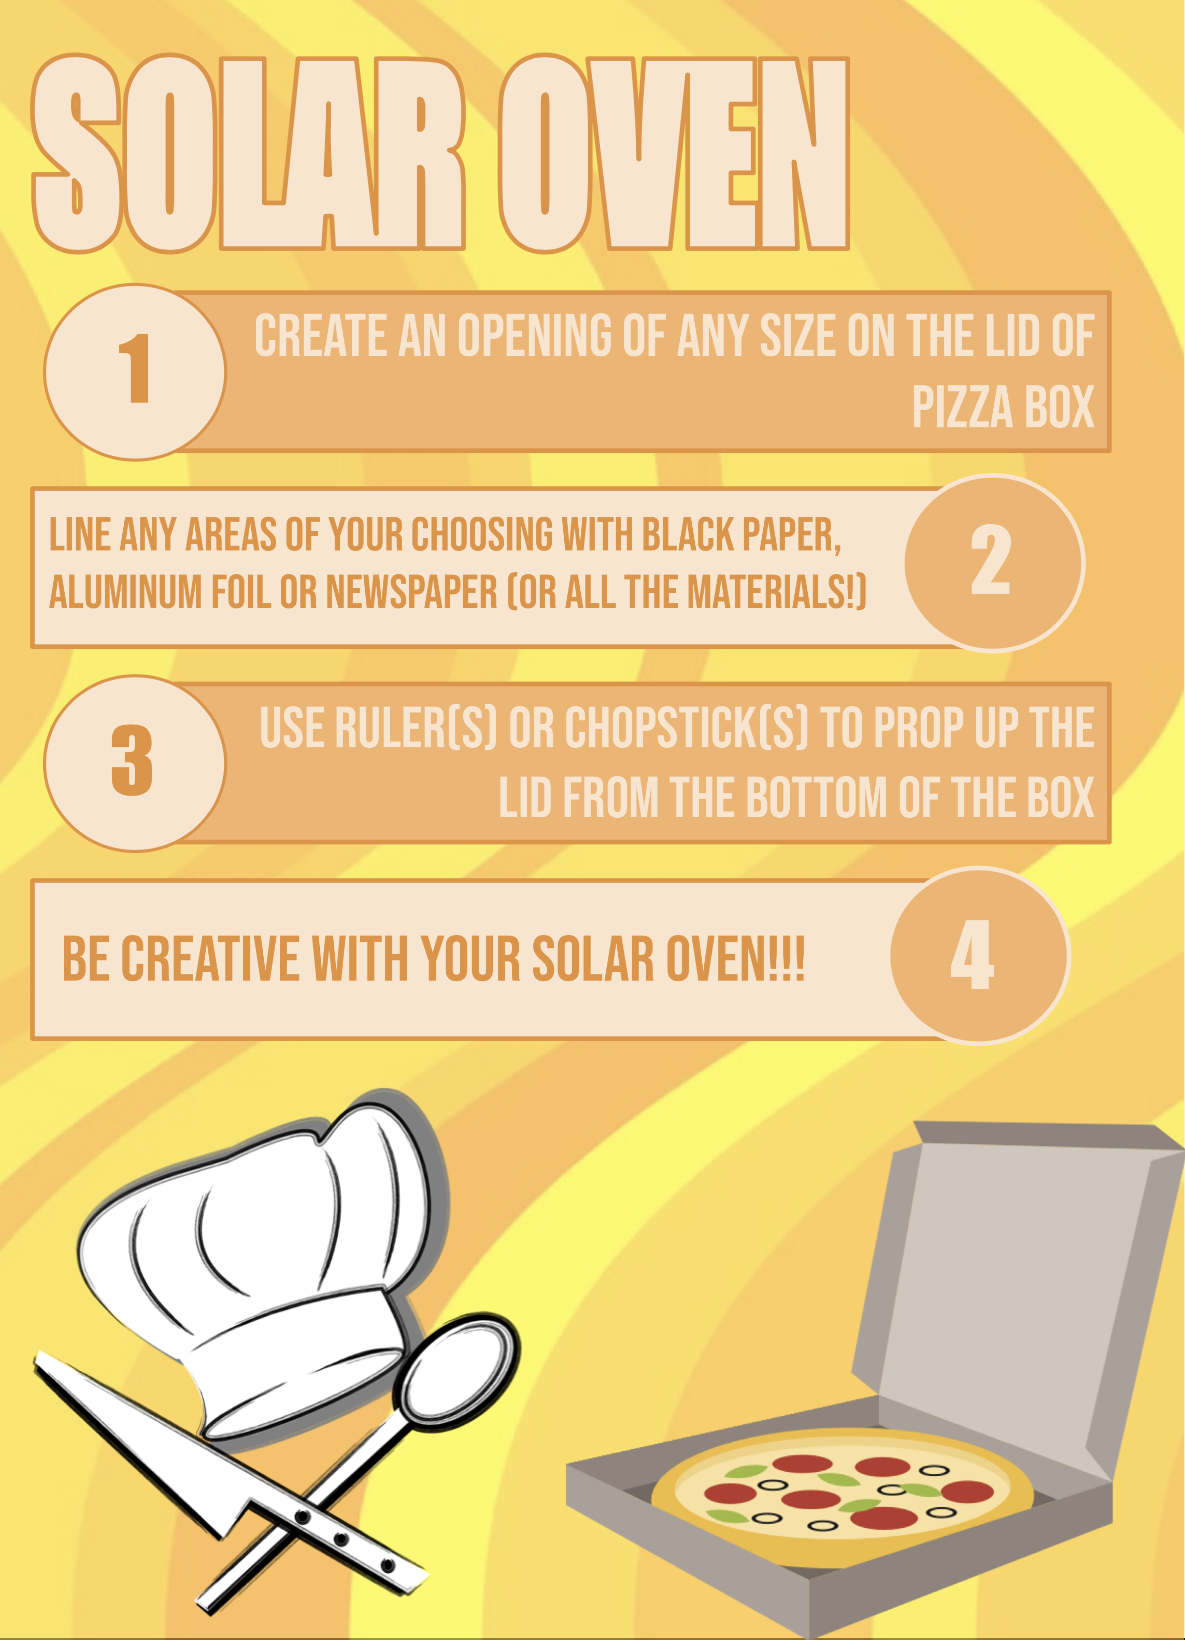 SOLAR OVEN
1
CREATE AN OPENING OF ANY SIZE ON THE LID OF
PIZZA BOX
LINE ANY AREAS OF YOUR CHOOSING WITH BLACK PAPER,
ALUMINUM FOIL OR NEWSPAPER (OR ALL THE MATERIALS!)
2
3
USE RULER(S) OR CHOPSTICK(S) TO PROP UP THE
LID FROM THE BOTTOM OF THE BOX
BE CREATIVE WITH YOUR SOLAR OVEN!!!
4